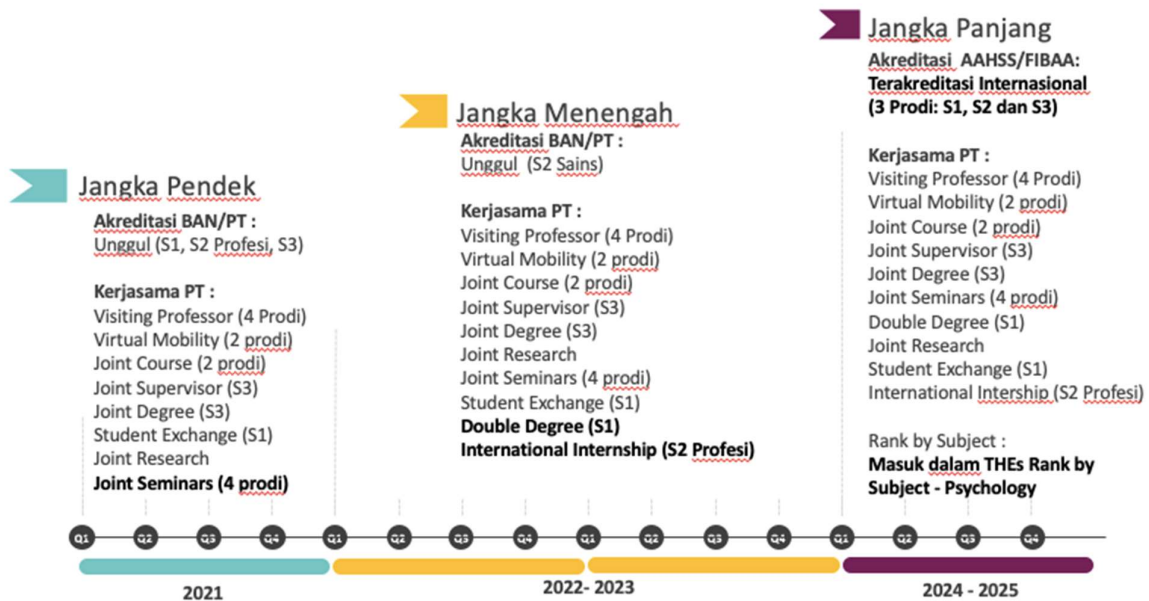 Jangka Pendek
Akreditasi BAN/PT :
Unggul (S1, S2 Profesi, S3)
Kerjasama PT :
Visiting Professor (4 Prodi)
Virtual Mobility (2 prodi)
Joint Course (2 prodi)
Joint Supervisor (S3)
Joint Degree (S3)
Student Exchange (S1)
Joint Research
Joint Seminars (4 prodi)
Jangka Menengah
Akreditasi BAN/PT :
Unggul (S2 Sains)
Kerjasama PT :
Visiting Professor (4 Prodi)
Virtual Mobility (2 prodi)
Joint Course (2 prodi)
Joint Supervisor (S3)
Joint Degree (S3)
Joint Research
Joint Seminars (4 prodi)
Student Exchange (S1)
Double Degree (S1)
International Internship (S2 Profesi)
Jangka Panjang
Akreditasi AAHSS/FIBAA:
Terakreditasi Internasional
(3 Prodi: S1, S2 dan S3)
Kerjasama PT :
Visiting Professor (4 Prodi)
Virtual Mobility (2 prodi)
Joint Course (2 prodi)
Joint Supervisor (S3)
Joint Degree (S3)
Joint Seminars (4 prodi)
Double Degree (S1)
Joint Research
Student Exchange (S1)
International Intership (S2 Profesi)
Rank by Subject :
Masuk dalam THEs Rank by
Subject - Psychology
Q1 Q2 Q3 Q4 Q1 Q2 Q3 Q4 Q1 Q2 Q3 Q4 Q1 Q2 Q3 Q4
2021
2022- 2023
2024 - 2025